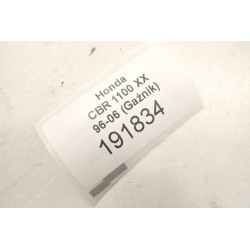 Honda
CBR 1100 XX
96-06 (Gaźnik)
191834